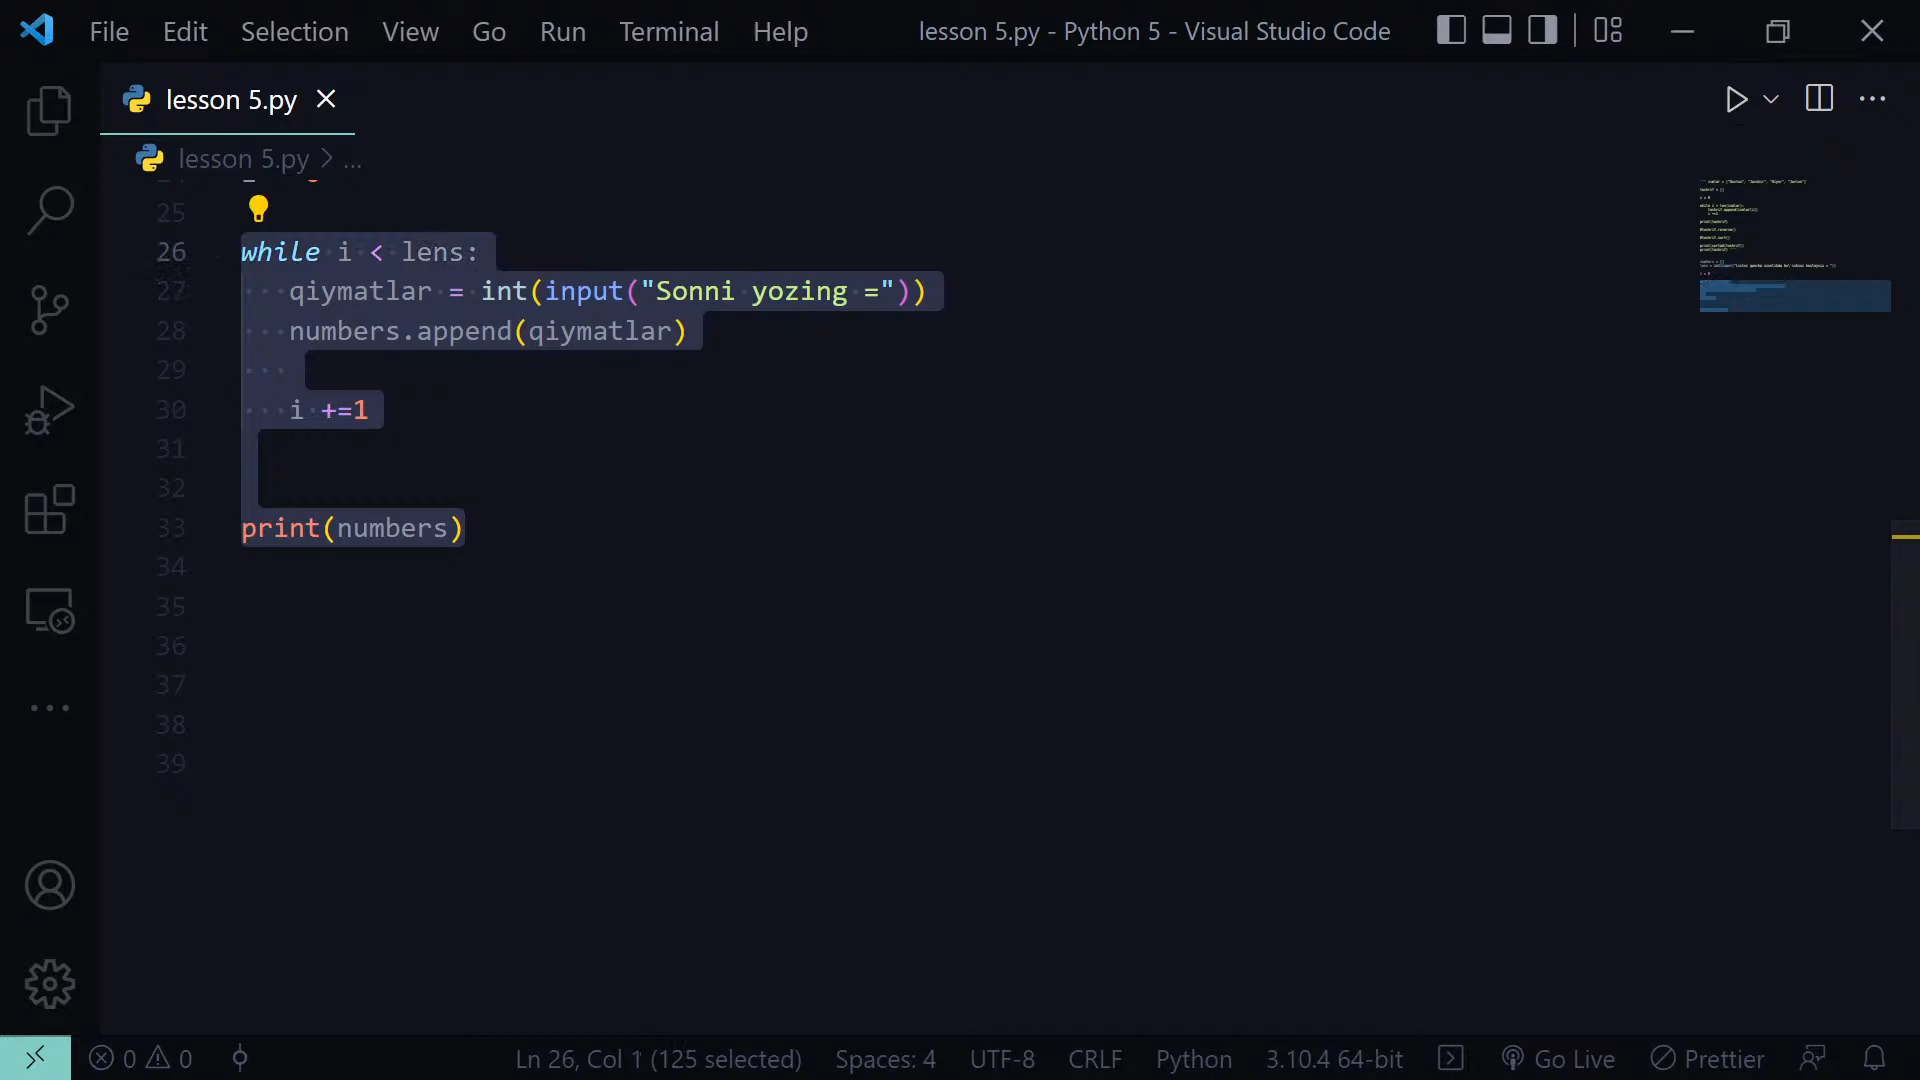 File Edit Selection View Go Run Terminal Help lesson 5.py - Python 5 - Visual Studio Code
lesson 5.py
lesson 5.py > ...
25
26 while i < lens:
27 qiymatlar = int(input("Sonni yozing ="))
28 numbers.append(qiymatlar)
29
30 i +=1
31
32
33 print(numbers)
34
35
36
37
38
39
0 0 Ln 26, Col 1 (125 selected) Spaces: 4 UTF-8 CRLF Python 3.10.4 64-bit Go Live Prettier